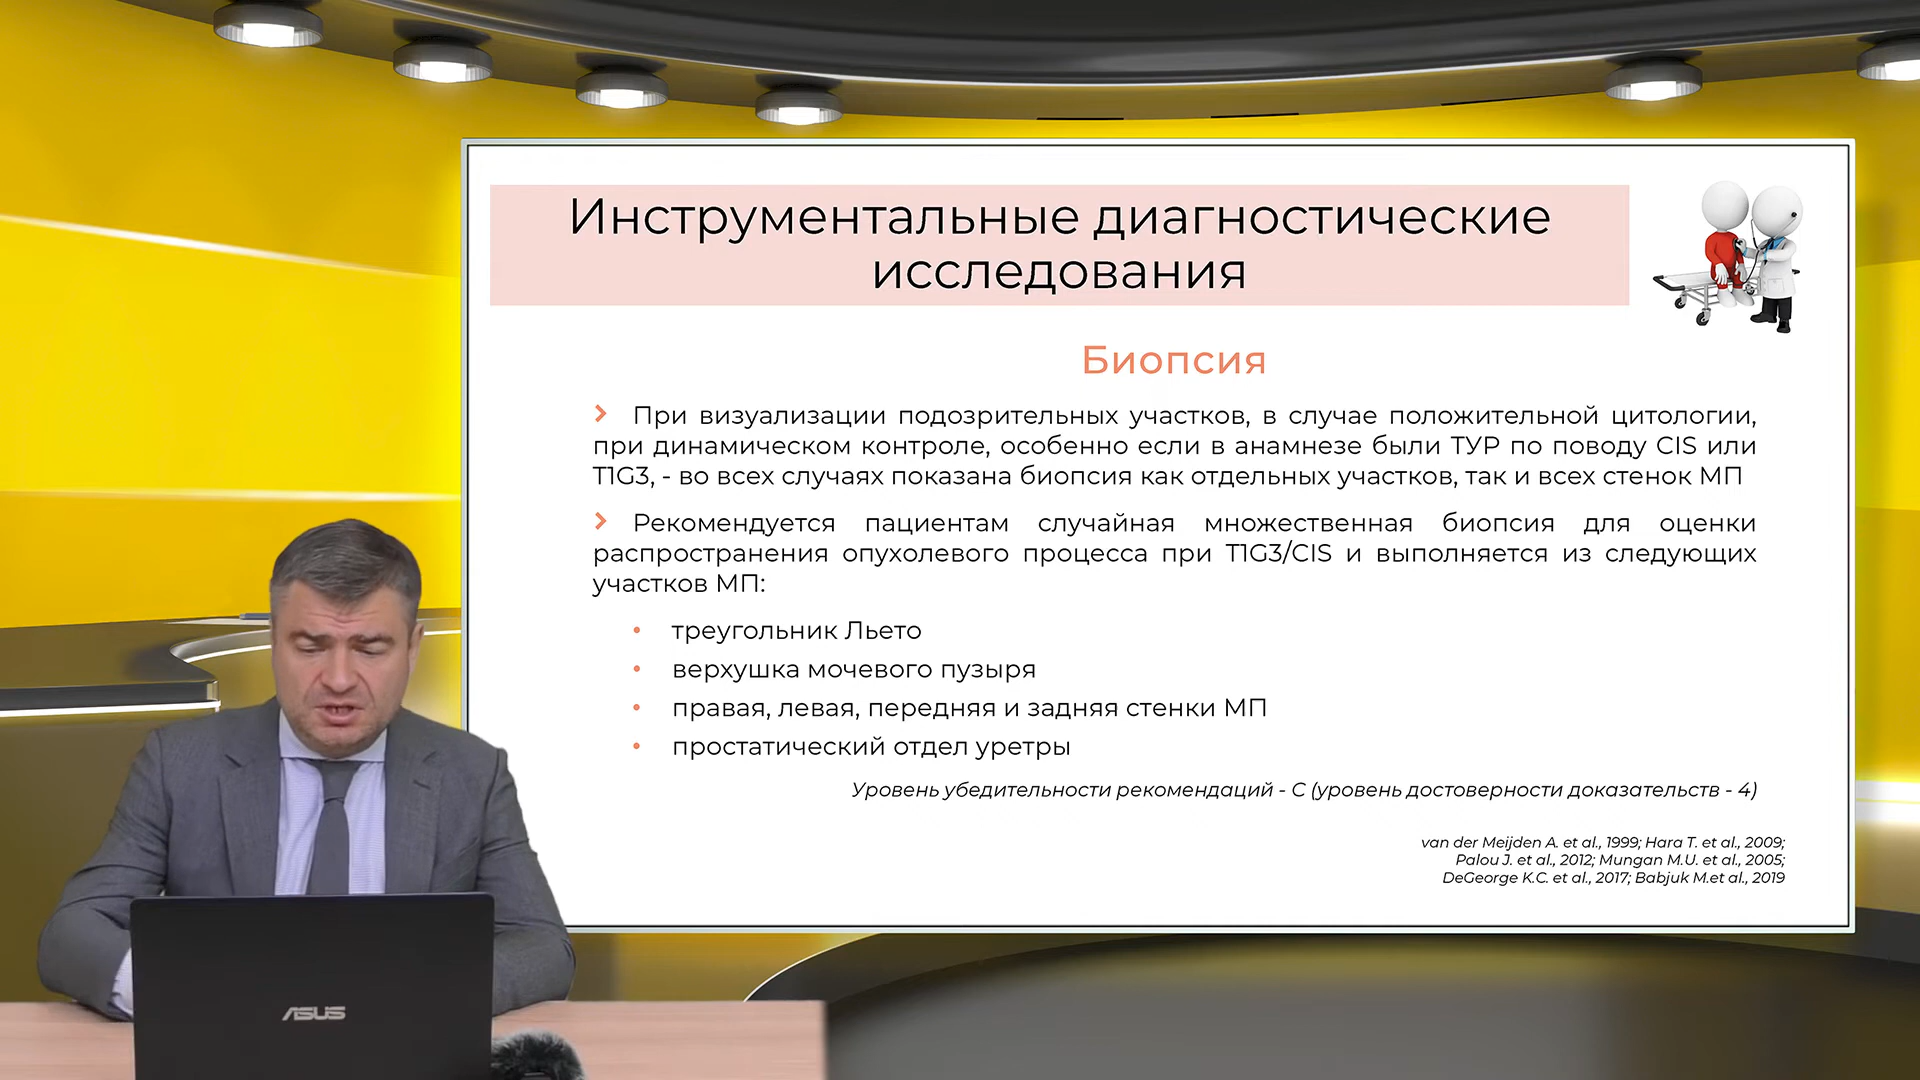 Инструментальные диагностические
исследования
Биопсия
При визуализации подозрительных участков, в случае положительной цитологии,
при динамическом контроле, особенно если в анамнезе были ТУР по поводу CIS или
T1G3, - во всех случаях показана биопсия как отдельных участков, так и всех стенок МП
Рекомендуется пациентам случайная множественная биопсия для оценки
распространения опухолевого процесса при T1G3/CIS и выполняется из следующих
участков МП:
• треугольник Льето
• верхушка мочевого пузыря
• правая, левая, передняя и задняя стенки МП
• простатический отдел уретры
Уровень убедительности рекомендаций - С (уровень достоверности доказательств - 4)
van der Meijden A. et al., 1999; Hara T. et al., 2009;
Palou J. et al., 2012; Mungan M.U. et al., 2005;
DeGeorge K.C. et al., 2017; Babjuk M.et al., 2019
ASUS